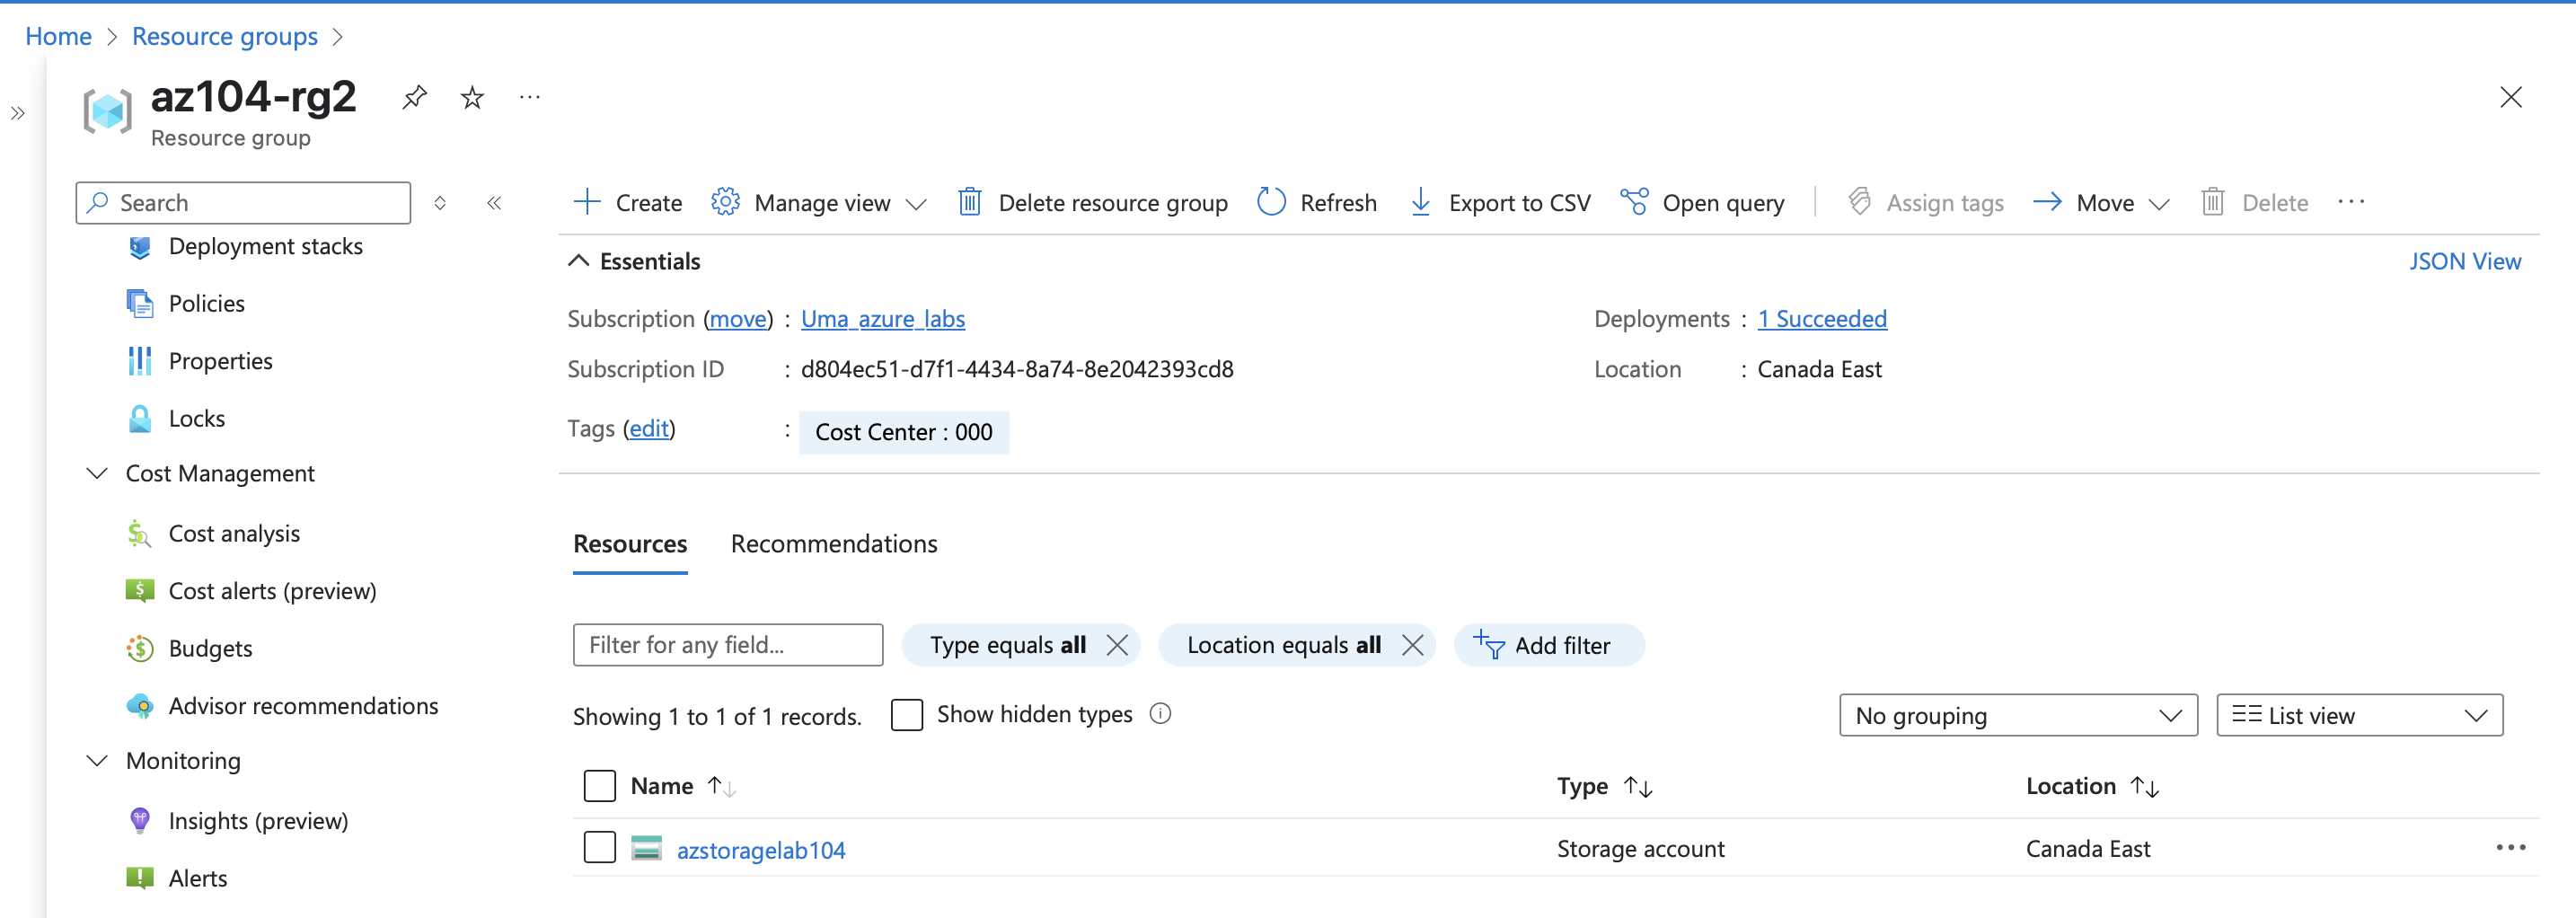 Home > Resource groups >
az104-rg2
Resource group
Search
Deployment stacks
Policies
Properties
Locks
Cost Management
Cost analysis
Cost alerts (preview)
Budgets
Advisor recommendations
Monitoring
Insights (preview)
Alerts
Create Manage view Delete resource group Refresh Export to CSV Open query Assign tags Move Delete
Essentials JSON View
Subscription (move) : Uma_azure_labs Deployments : 1 Succeeded
Subscription ID : d804ec51-d7f1-4434-8a74-8e2042393cd8 Location : Canada East
Tags (edit) : Cost Center : 000
Resources Recommendations
Filter for any field... Type equals all Location equals all Add filter
Showing 1 to 1 of 1 records. Show hidden types No grouping List view
Name Type Location
azstoragelab104 Storage account Canada East